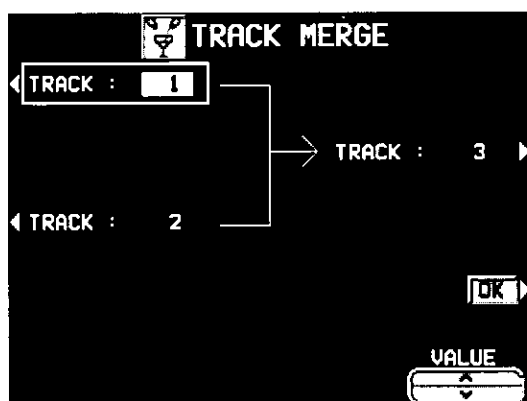 TRACK MERGE
TRACK : 1
TRACK : 3
TRACK : 2
OK
VALUE